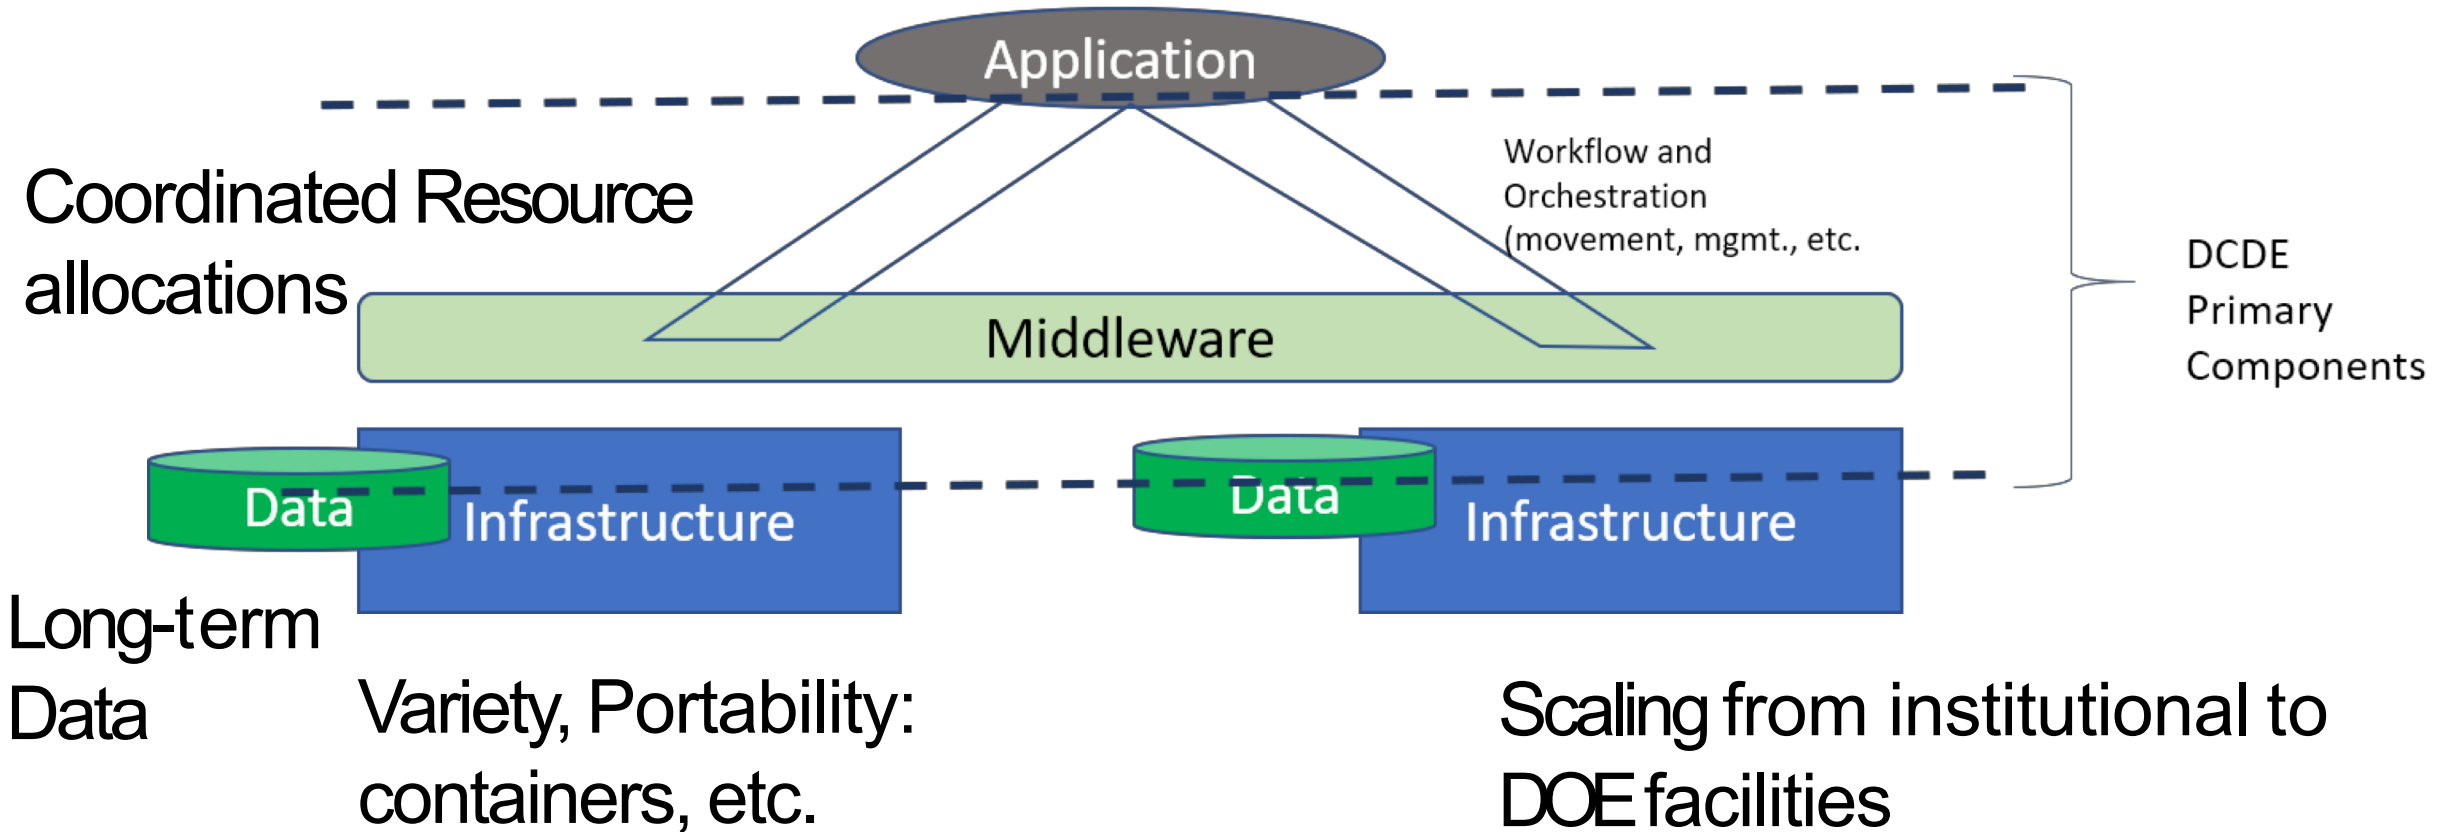 Application
Workflow and
Orchestration
(movement, mgmt., etc.
Coordinated Resource
allocations
DCDE
Primary
Components
Middleware
Data
Infrastructure
Data
Infrastructure
Long-term
Data
Variety, Portability:
containers, etc.
Scaling from institutional to
DOE facilities